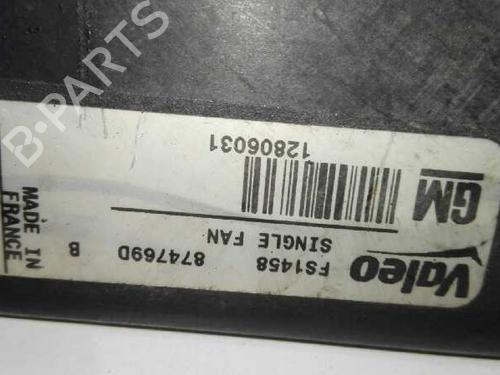 Valeo
FS1458 874769D B
SINGLE FAN
GM
12806031
MADE IN
FRANCE
B-PARTS